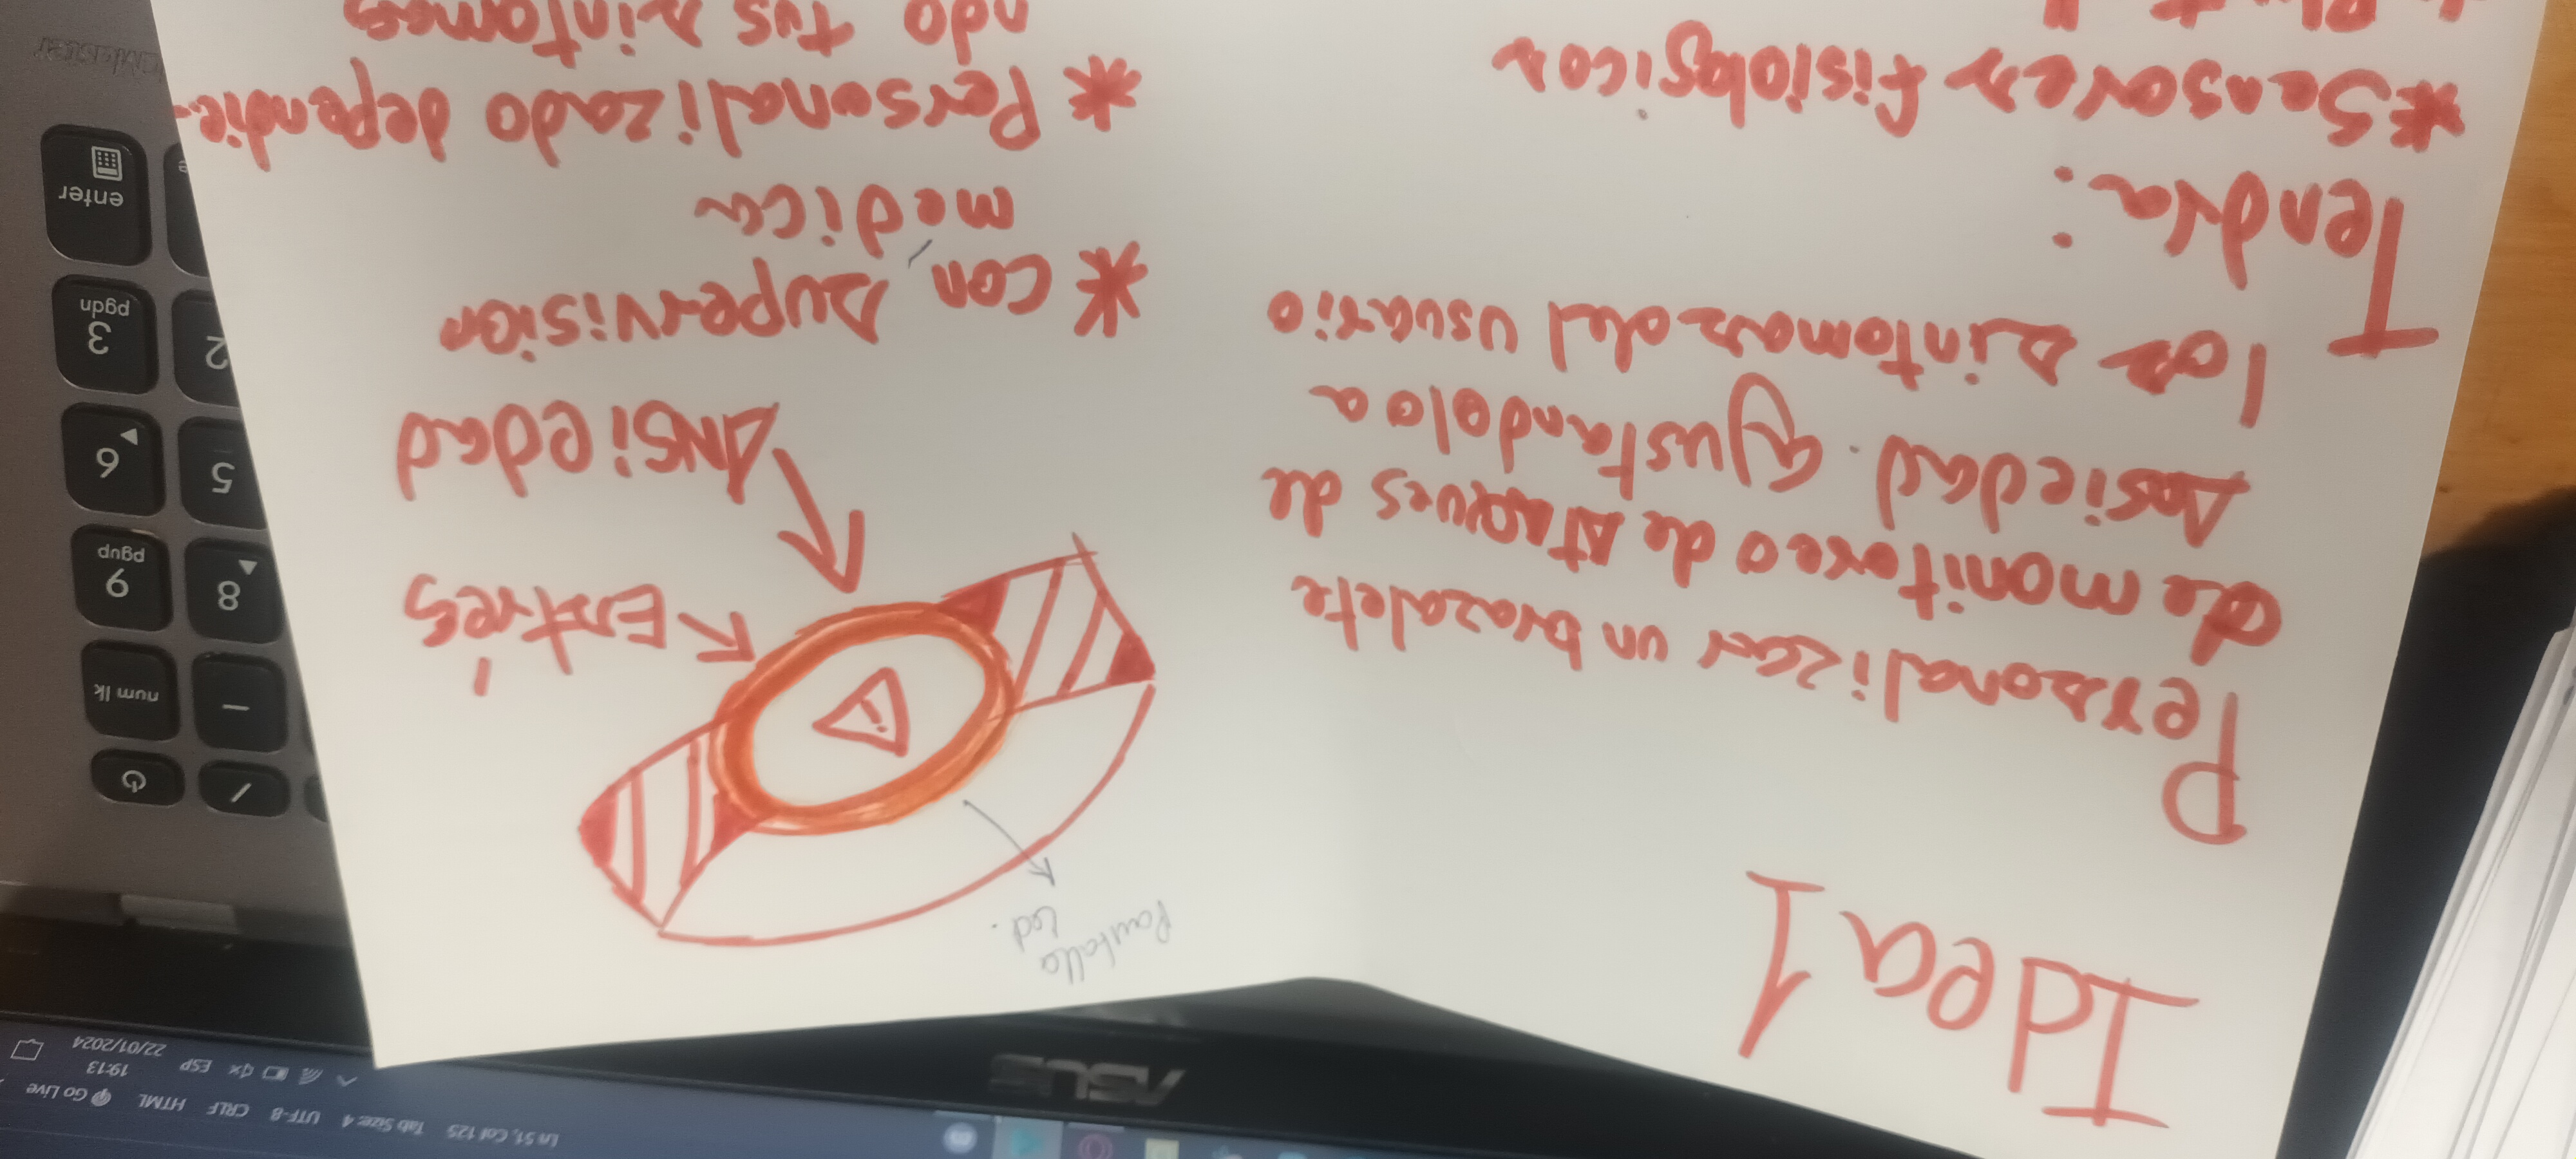 Ln 51, Col 125 Tab Size: 4 UTF-8 CRLF HTML Go Live
ESP 19:13
22/01/2024
ASUS
Idea 1
Personalizar un brazalete
de monitoreo de Ataques de
Ansiedad. ajustandolo a
los sintomas del usuario
Tendra:
*Sensores fisiologicos
Pantalla
Led.
i
Estrés
Ansiedad
* con supervision
médica
* Personalizado dependie-
ndo tus sintomas
/
- num lk
8 9
pgup
5 6
2 3
pgdn
enter